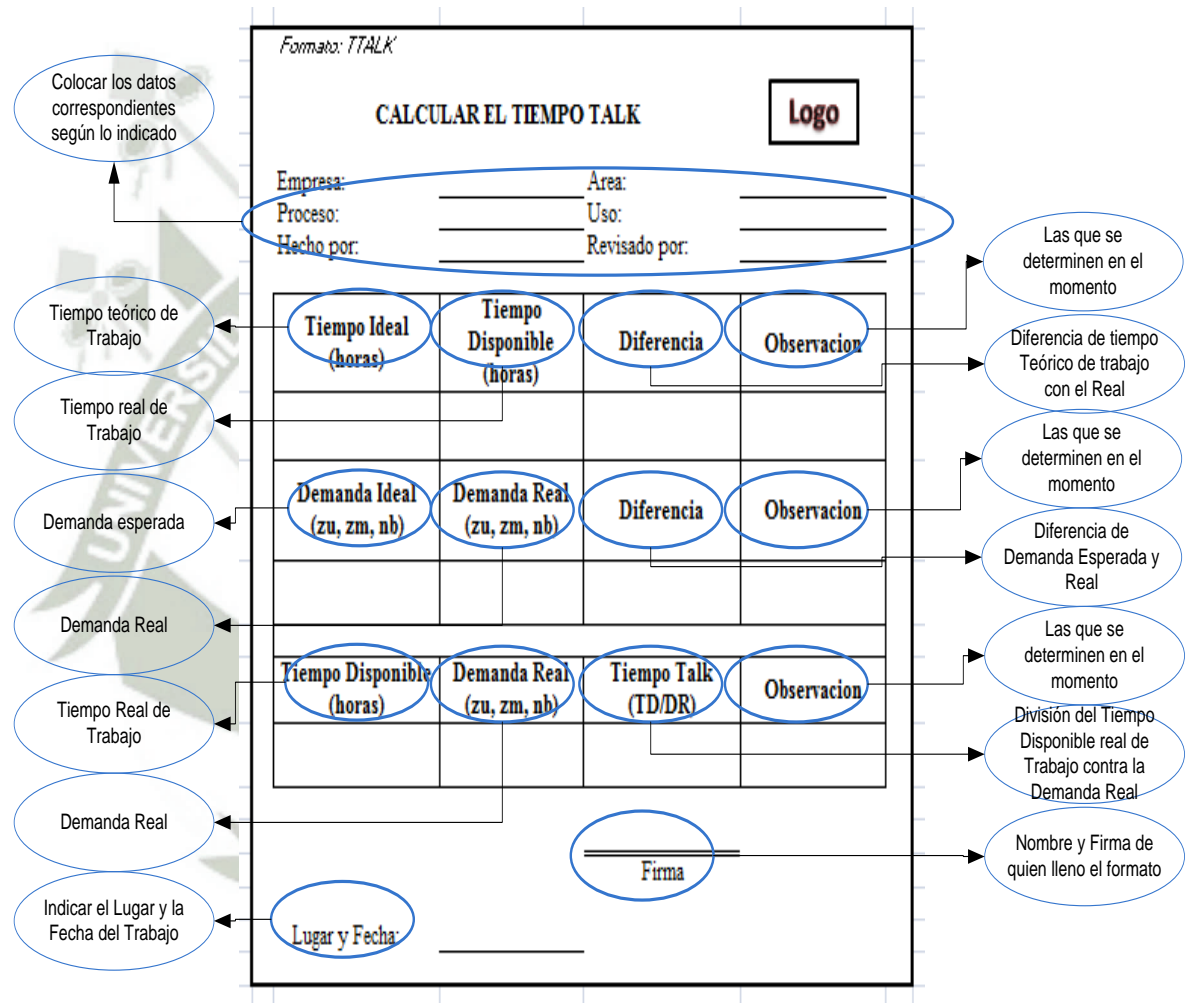 Formato: TTALK
CALCULAR EL TIEMPO TALK
Logo
Empresa:
Area:
Proceso:
Uso:
Hecho por:
Revisado por:
Tiempo Ideal
(horas)
Tiempo
Disponible
(horas)
Diferencia
Observacion
Demanda Ideal
(zu, zm, nb)
Demanda Real
(zu, zm, nb)
Diferencia
Observacion
Tiempo Disponible
(horas)
Demanda Real
(zu, zm, nb)
Tiempo Talk
(TD/DR)
Observacion
Firma
Lugar y Fecha:
Colocar los datos
correspondientes
según lo indicado
Tiempo teórico de
Trabajo
Tiempo real de
Trabajo
Demanda esperada
Demanda Real
Tiempo Real de
Trabajo
Demanda Real
Indicar el Lugar y la
Fecha del Trabajo
Las que se
determinen en el
momento
Diferencia de tiempo
Teórico de trabajo
con el Real
Las que se
determinen en el
momento
Diferencia de
Demanda Esperada y
Real
Las que se
determinen en el
momento
División del Tiempo
Disponible real de
Trabajo contra la
Demanda Real
Nombre y Firma de
quien lleno el formato